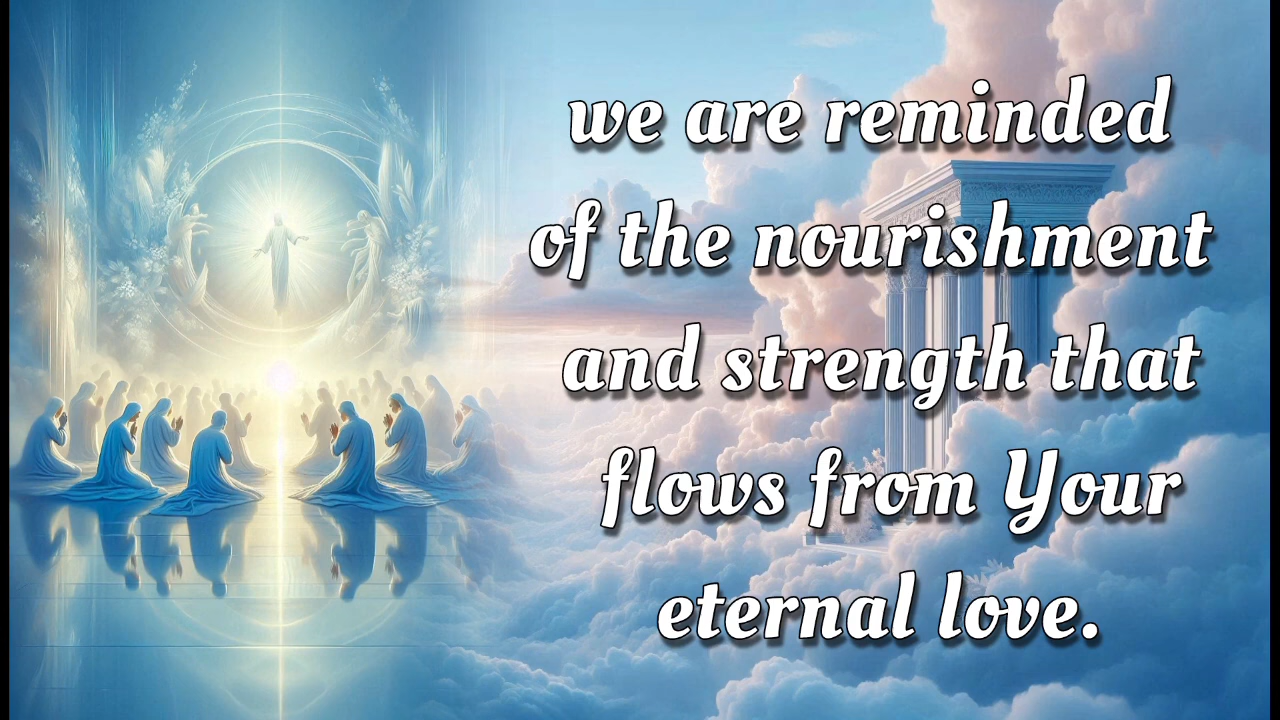 we are reminded
of the nourishment
and strength that
flows from Your
eternal love.